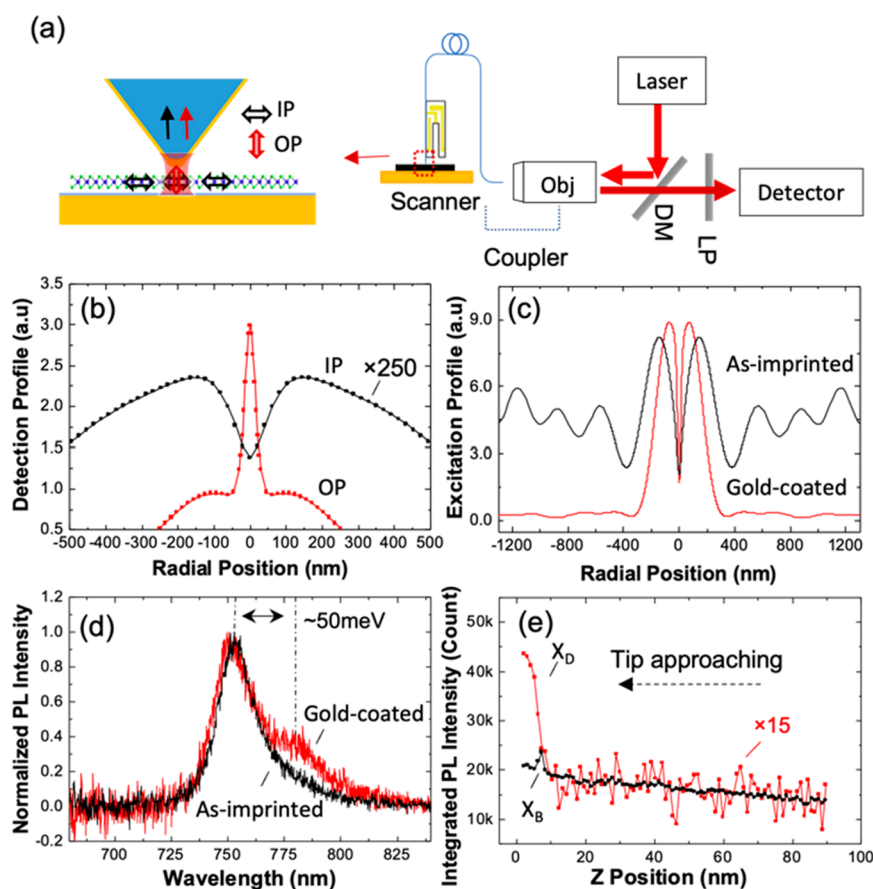 (a)
IP
OP
Scanner
Coupler
Obj
Laser
DM
LP
Detector
(b)
Detection Profile (a.u)
3.5
3.0
2.5
2.0
1.5
1.0
0.5
IP
×250
OP
-500 -400 -300 -200 -100 0 100 200 300 400 500
Radial Position (nm)
(c)
Excitation Profile (a.u)
9.0
6.0
3.0
0.0
As-imprinted
Gold-coated
-1200 -800 -400 0 400 800 1200
Radial Position (nm)
(d)
Normalized PL Intensity
1.2
1.0
0.8
0.6
0.4
0.2
0.0
-0.2
~50meV
Gold-coated
As-imprinted
700 725 750 775 800 825
Wavelength (nm)
(e)
Integrated PL Intensity (Count)
50k
40k
30k
20k
10k
XD
Tip approaching
×15
XB
0 20 40 60 80 100
Z Position (nm)